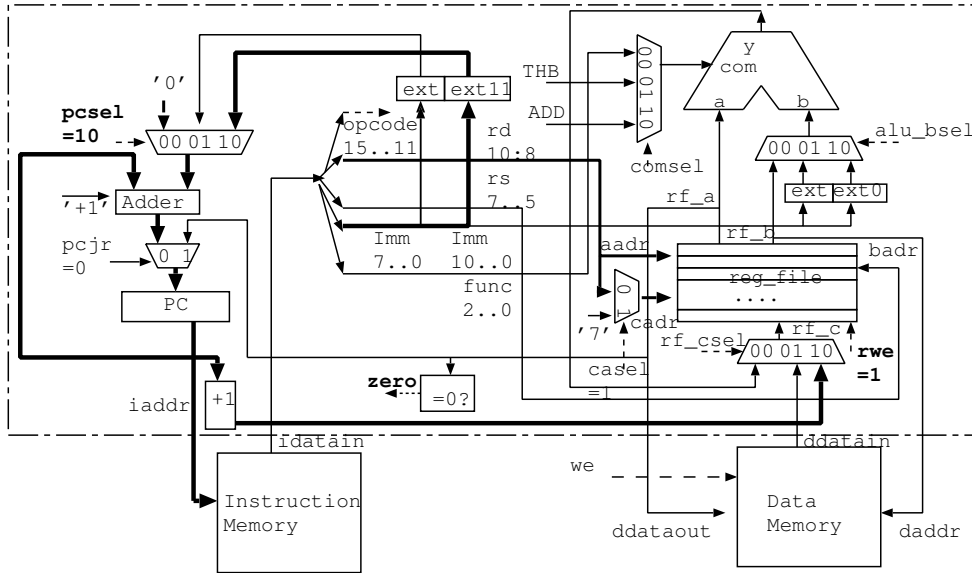 y
com
a
b
'0'
pcsel
=10
00 01 10
ext
ext11
THB
ADD
00
01
10
comsel
opcode
15..11
rd
10:8
rs
7..5
Imm
7..0
Imm
10..0
func
2..0
00 01 10
alu_bsel
ext
ext0
rf_a
rf_b
'+1'
Adder
pcjr
=0
0 1
PC
aadr
badr
reg_file
....
0
1
cadr
'7'
casel
=1
rf_c
rf_csel
00 01 10
rwe
=1
zero
=0?
+1
iaddr
idatain
ddatain
we
Instruction
Memory
Data
Memory
ddataout
daddr